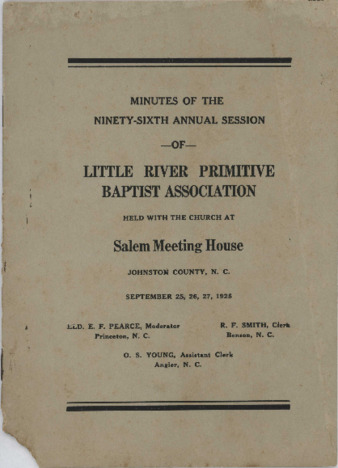 MINUTES OF THE
NINETY-SIXTH ANNUAL SESSION
—OF—
LITTLE RIVER PRIMITIVE
BAPTIST ASSOCIATION
HELD WITH THE CHURCH AT
Salem Meeting House
JOHNSTON COUNTY, N. C.
SEPTEMBER 25, 26, 27, 1925
ELD. E. F. PEARCE, Moderator
Princeton, N. C.
R. F. SMITH, Clerk
Benson, N. C.
O. S. YOUNG, Assistant Clerk
Angier, N. C.